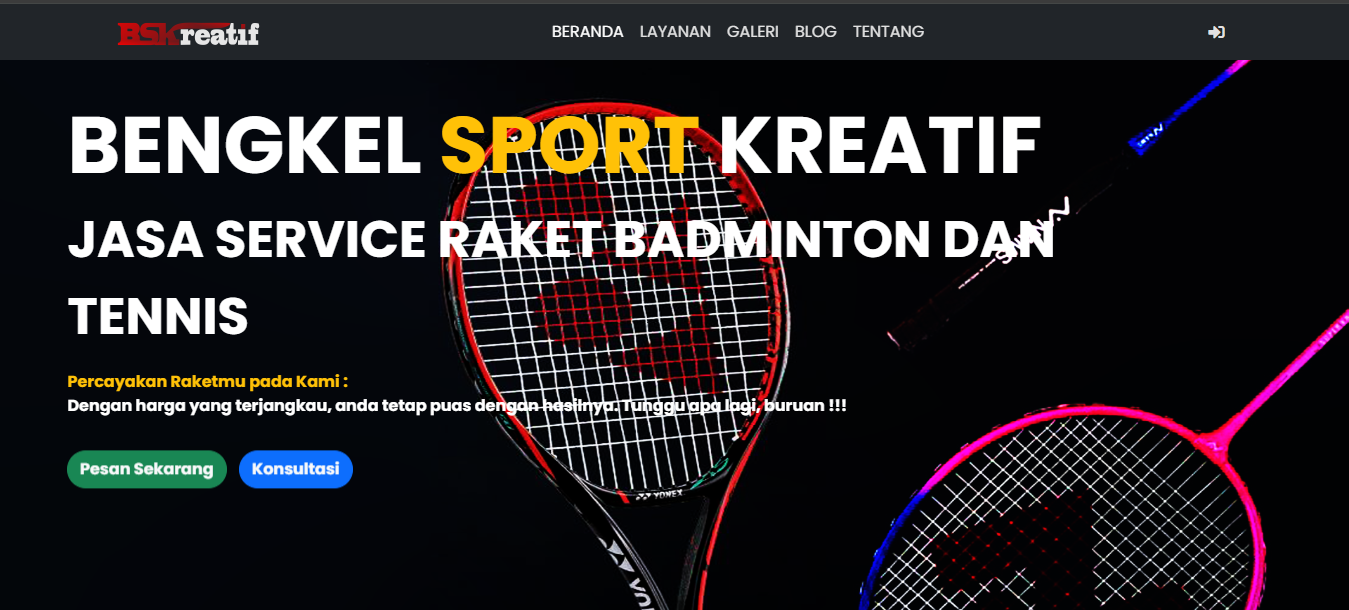 BSKreatif
BERANDA LAYANAN GALERI BLOG TENTANG
BENGKEL SPORT KREATIF
JASA SERVICE RAKET BADMINTON DAN
TENNIS
Percayakan Raketmu pada Kami :
Dengan harga yang terjangkau, anda tetap puas dengan hasilnya. Tunggu apa lagi, buruan !!!
Pesan Sekarang Konsultasi
YONEX